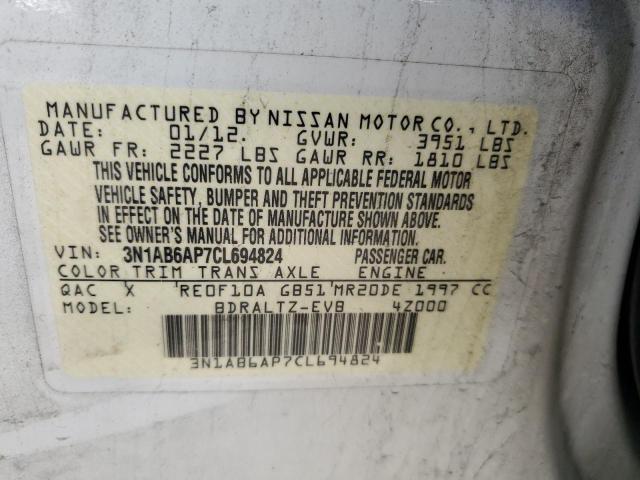 MANUFACTURED BY NISSAN MOTOR CO., LTD.
DATE: 01/12. GVWR: 3951 LBS
GAWR FR: 2227 LBS GAWR RR: 1810 LBS
THIS VEHICLE CONFORMS TO ALL APPLICABLE FEDERAL MOTOR
VEHICLE SAFETY, BUMPER AND THEFT PREVENTION STANDARDS
IN EFFECT ON THE DATE OF MANUFACTURE SHOWN ABOVE.
SEE OWNER'S MANUAL FOR ADDITIONAL INFORMATION.
VIN: 3N1AB6AP7CL694824 PASSENGER CAR.
COLOR TRIM TRANS AXLE ENGINE
QAC X RE0F10A GB51 MR20DE 1997 CC
MODEL: BDRALTZ-EVB 4Z000
3N1AB6AP7CL694824